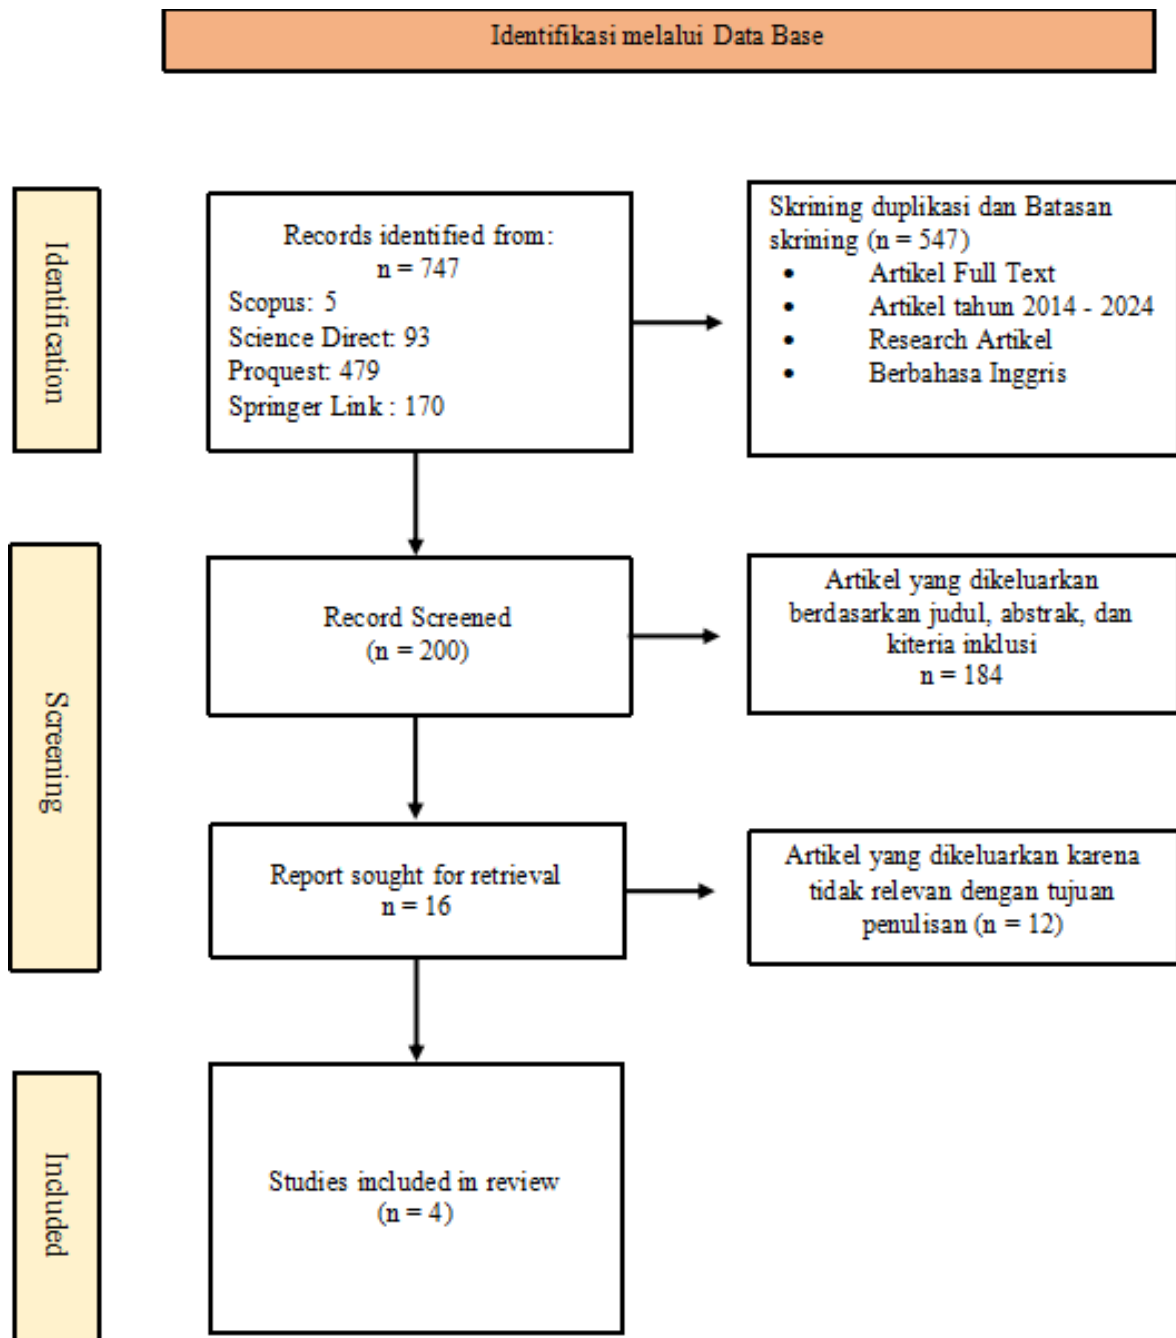 Identifikasi melalui Data Base
Identification
Records identified from:
n = 747
Scopus: 5
Science Direct: 93
Proquest: 479
Springer Link : 170
Skrining duplikasi dan Batasan
skrining (n = 547)
• Artikel Full Text
• Artikel tahun 2014 - 2024
• Research Artikel
• Berbahasa Inggris
Screening
Record Screened
(n = 200)
Artikel yang dikeluarkan
berdasarkan judul, abstrak, dan
kiteria inklusi
n = 184
Report sought for retrieval
n = 16
Artikel yang dikeluarkan karena
tidak relevan dengan tujuan
penulisan (n = 12)
Included
Studies included in review
(n = 4)